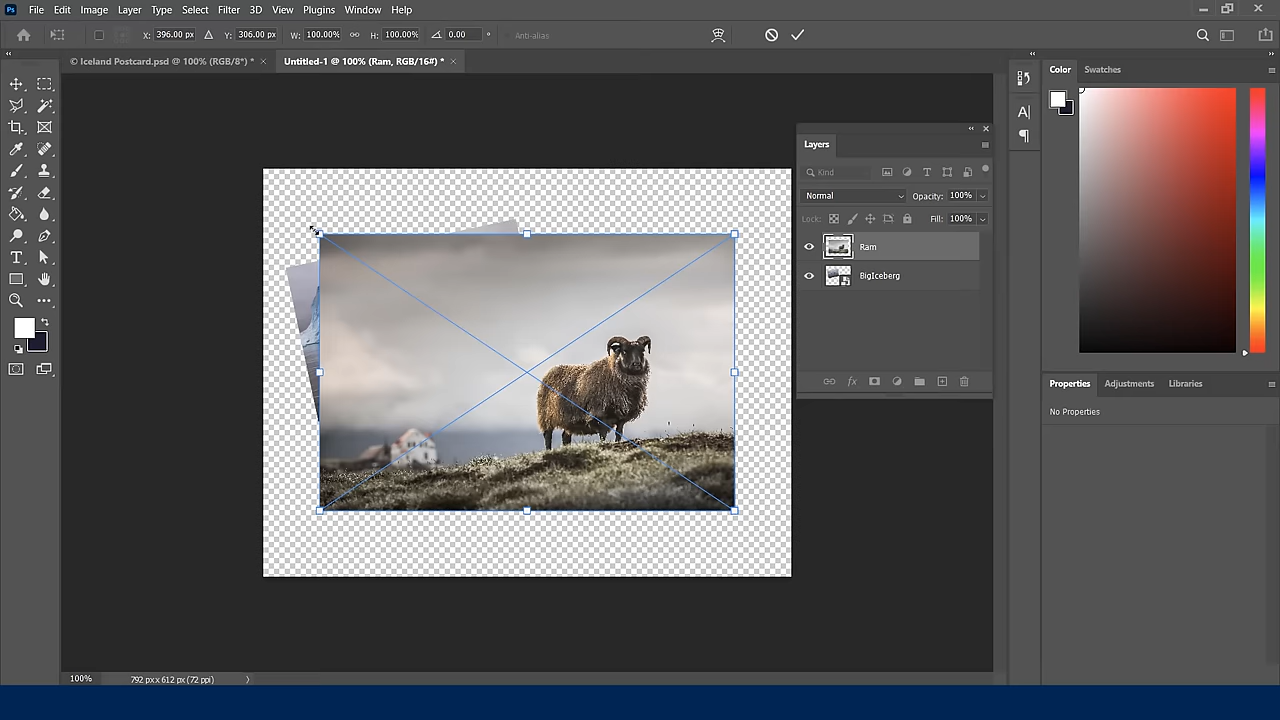 Ps File Edit Image Layer Type Select Filter 3D View Plugins Window Help
X: 396.00 px Y: 306.00 px W: 100.00% H: 100.00% 0.00 ° Anti-alias
© Iceland Postcard.psd @ 100% (RGB/8*) * × Untitled-1 @ 100% (Ram, RGB/16#) * ×
Color Swatches
Layers
Kind
Normal Opacity: 100%
Lock: Fill: 100%
Ram
BigIceberg
fx
Properties Adjustments Libraries
No Properties
100% 792 px x 612 px (72 ppi)